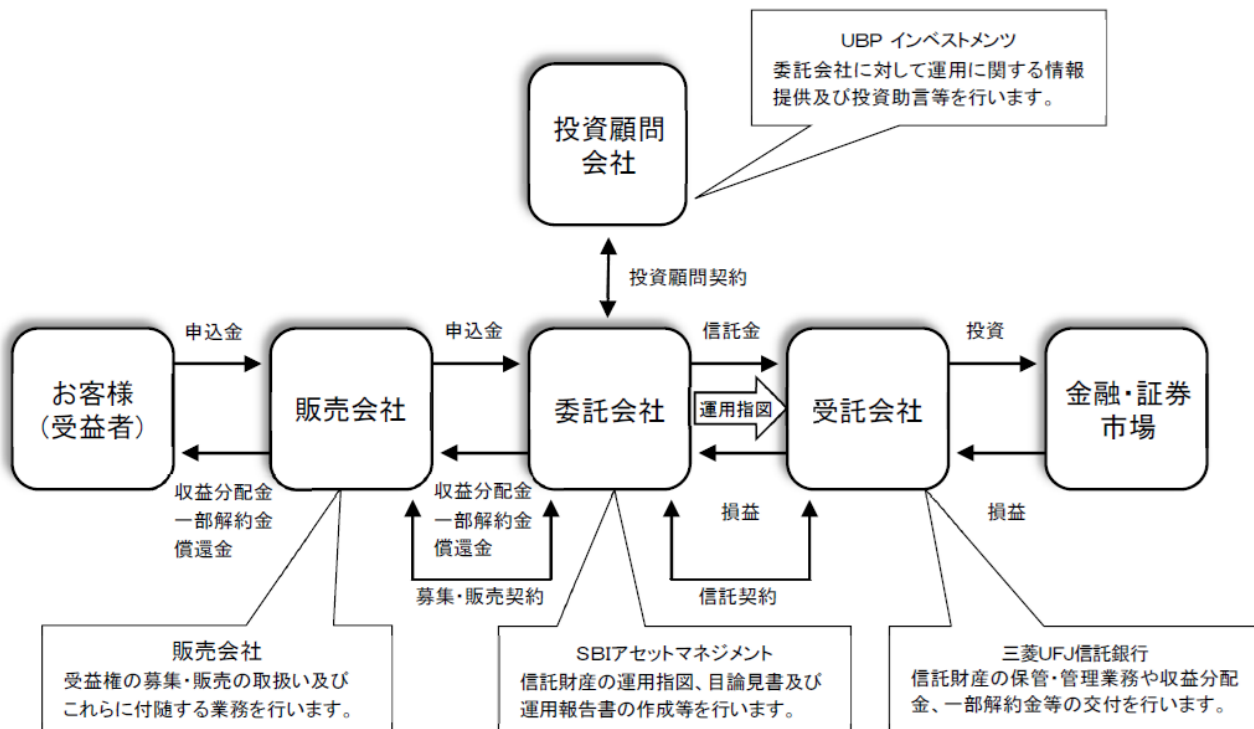 UBP インベストメンツ
委託会社に対して運用に関する情報
提供及び投資助言等を行います。
投資顧問
会社
投資顧問契約
申込金
申込金
信託金
投資
お客様
（受益者）
販売会社
委託会社
運用指図
受託会社
金融・証券
市場
収益分配金
一部解約金
償還金
収益分配金
一部解約金
償還金
損益
損益
募集・販売契約
信託契約
販売会社
受益権の募集・販売の取扱い及び
これらに付随する業務を行います。
SBIアセットマネジメント
信託財産の運用指図、目論見書及び
運用報告書の作成等を行います。
三菱UFJ信託銀行
信託財産の保管・管理業務や収益分配
金、一部解約金等の交付を行います。